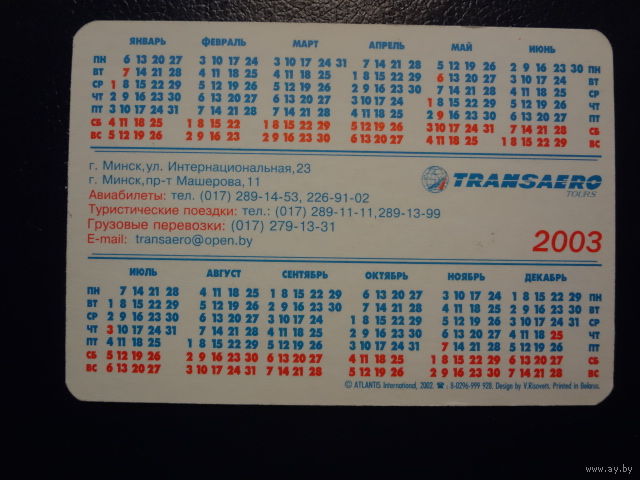 ЯНВАРЬ ФЕВРАЛЬ МАРТ АПРЕЛЬ МАЙ ИЮНЬ
ПН 6 13 20 27 3 10 17 24 3 10 17 24 31 7 14 21 28 5 12 19 26 2 9 16 23 30 ПН
ВТ 7 14 21 28 4 11 18 25 4 11 18 25 1 8 15 22 29 6 13 20 27 3 10 17 24 ВТ
СР 1 8 15 22 29 5 12 19 26 5 12 19 26 2 9 16 23 30 7 14 21 28 4 11 18 25 СР
ЧТ 2 9 16 23 30 6 13 20 27 6 13 20 27 3 10 17 24 1 8 15 22 29 5 12 19 26 ЧТ
ПТ 3 10 17 24 31 7 14 21 28 7 14 21 28 4 11 18 25 2 9 16 23 30 6 13 20 27 ПТ
СБ 4 11 18 25 1 8 15 22 1 8 15 22 29 5 12 19 26 3 10 17 24 31 7 14 21 28 СБ
ВС 5 12 19 26 2 9 16 23 2 9 16 23 30 6 13 20 27 4 11 18 25 1 8 15 22 29 ВС
г. Минск,ул. Интернациональная,23
г. Минск,пр-т Машерова,11
Авиабилеты: тел. (017) 289-14-53, 226-91-02
Туристические поездки: тел.: (017) 289-11-11,289-13-99
Грузовые перевозки: (017) 279-13-31
E-mail: transaero@open.by
TRANSAERO
TOURS
2003
ИЮЛЬ АВГУСТ СЕНТЯБРЬ ОКТЯБРЬ НОЯБРЬ ДЕКАБРЬ
ПН 7 14 21 28 4 11 18 25 1 8 15 22 29 6 13 20 27 3 10 17 24 1 8 15 22 29 ПН
ВТ 1 8 15 22 29 5 12 19 26 2 9 16 23 30 7 14 21 28 4 11 18 25 2 9 16 23 30 ВТ
СР 2 9 16 23 30 6 13 20 27 3 10 17 24 1 8 15 22 29 5 12 19 26 3 10 17 24 31 СР
ЧТ 3 10 17 24 31 7 14 21 28 4 11 18 25 2 9 16 23 30 6 13 20 27 4 11 18 25 ЧТ
ПТ 4 11 18 25 1 8 15 22 29 5 12 19 26 3 10 17 24 31 7 14 21 28 5 12 19 26 ПТ
СБ 5 12 19 26 2 9 16 23 30 6 13 20 27 4 11 18 25 1 8 15 22 29 6 13 20 27 СБ
ВС 6 13 20 27 3 10 17 24 31 7 14 21 28 5 12 19 26 2 9 16 23 30 7 14 21 28 ВС
© ATLANTIS International, 2002. ☎ : 8-0296-999 928. Design by V.Risovets. Printed in Belarus.
www.ay.by